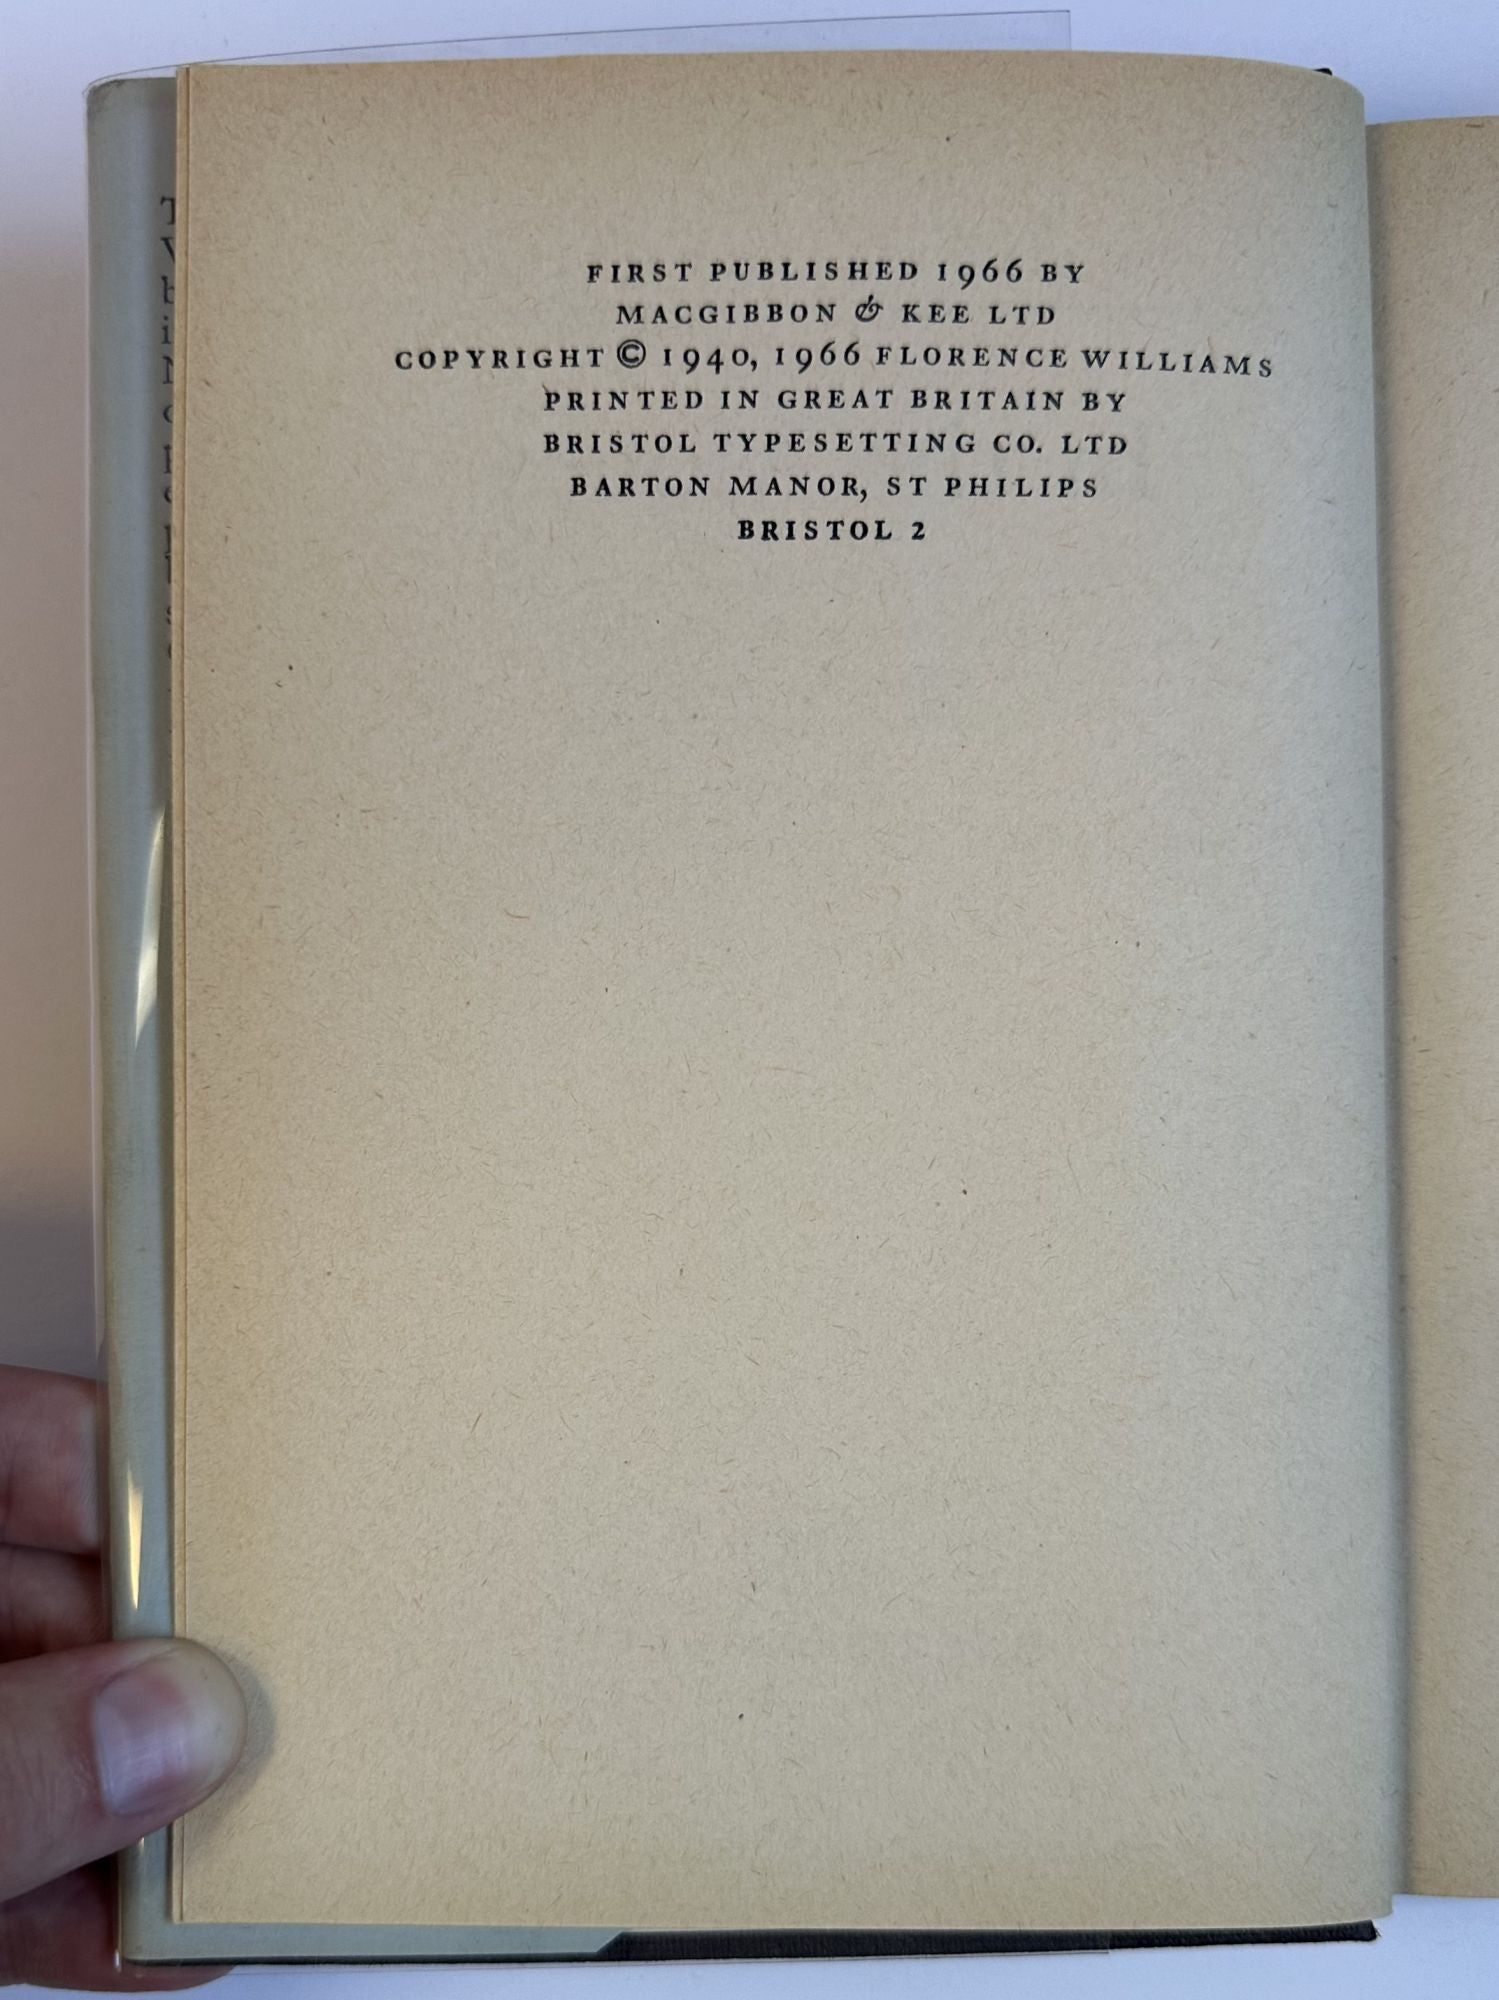 FIRST PUBLISHED 1966 BY
MACGIBBON & KEE LTD
COPYRIGHT © 1940, 1966 FLORENCE WILLIAMS
PRINTED IN GREAT BRITAIN BY
BRISTOL TYPESETTING CO. LTD
BARTON MANOR, ST PHILIPS
BRISTOL 2